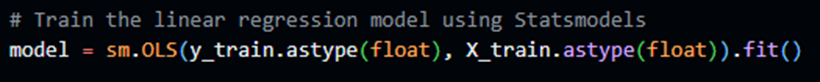 # Train the linear regression model using Statsmodels
model = sm.OLS(y_train.astype(float), X_train.astype(float)).fit()